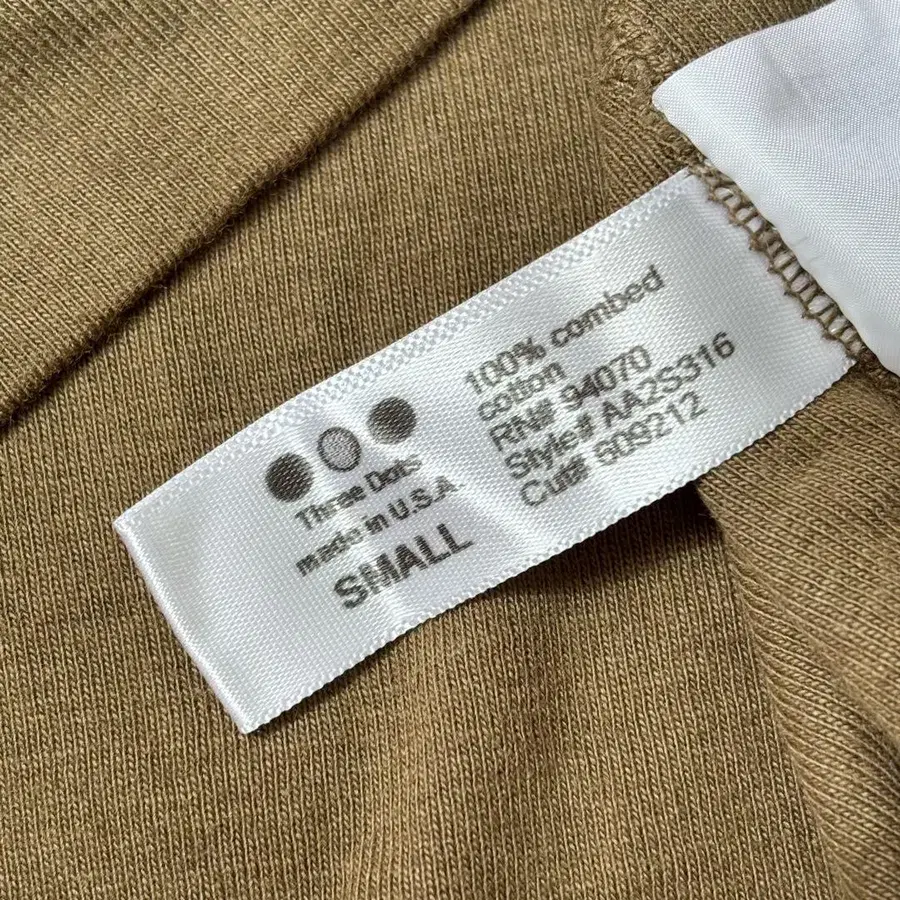 Three Dots
made in U.S.A
SMALL
100% combed
cotton
RN# 94070
Style# AA2S316
Cut# 609212